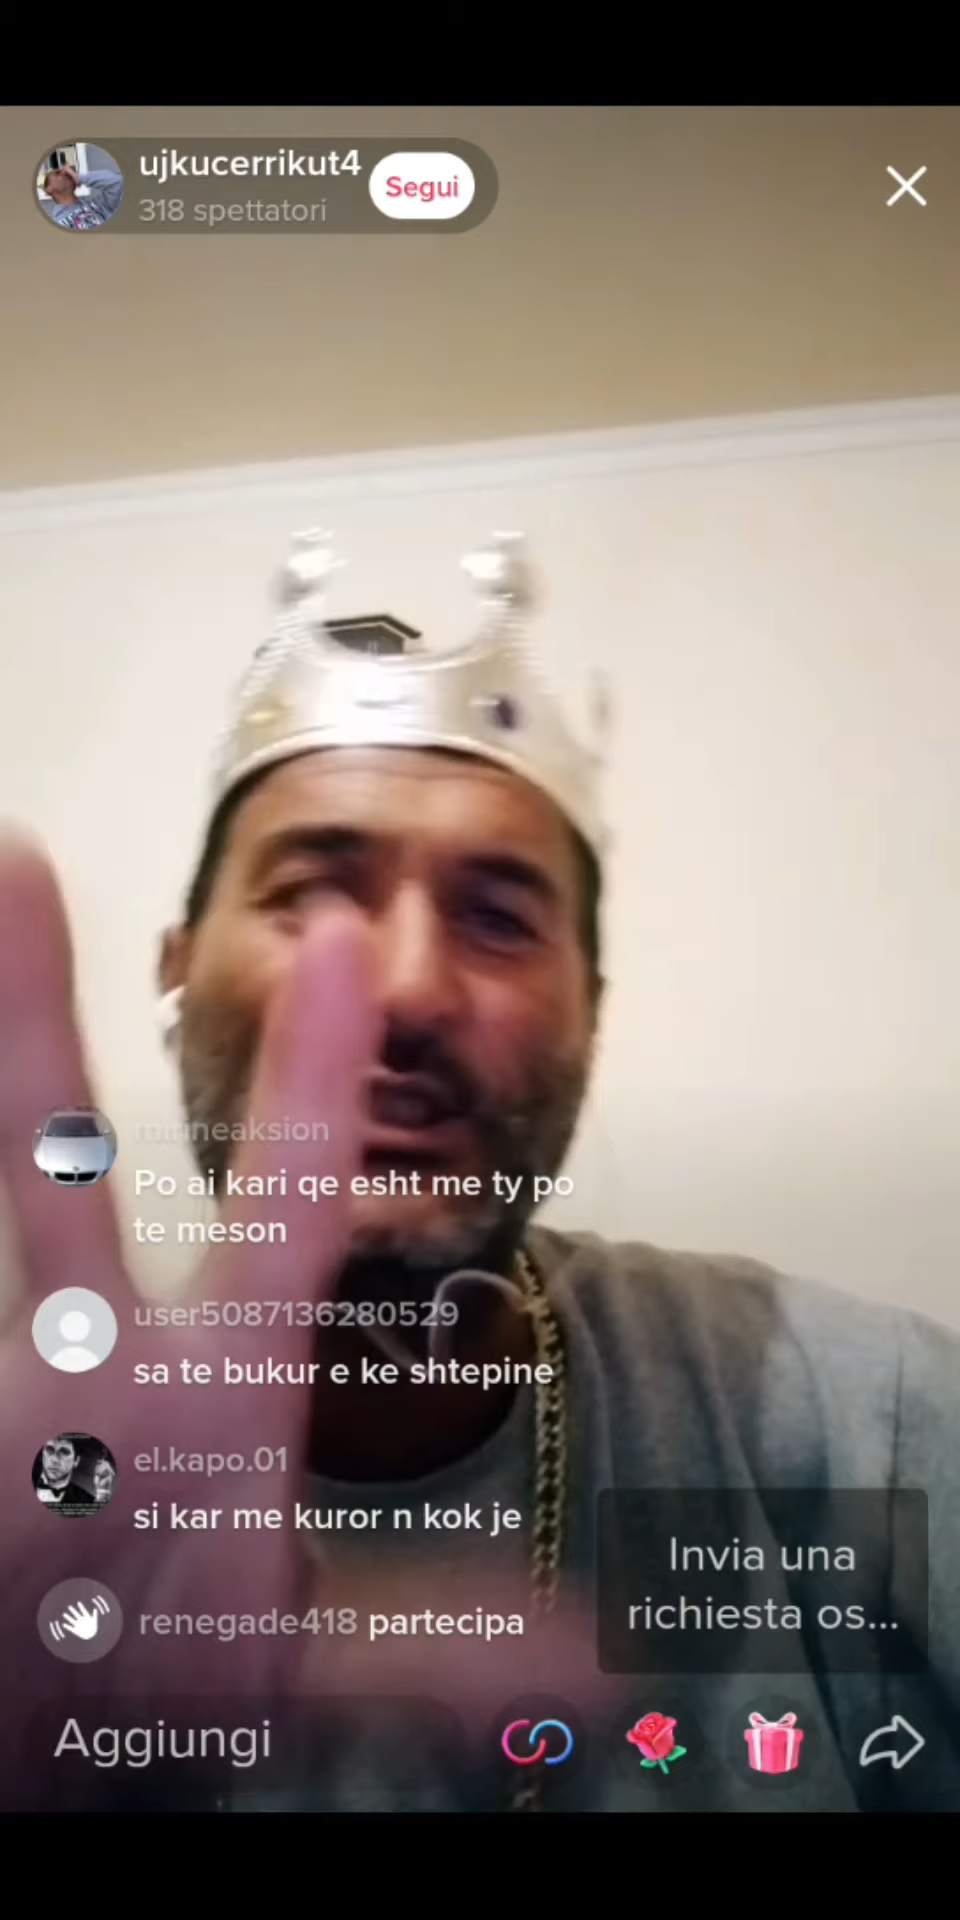 ujkucerrikut4
Segui
318 spettatori
mirineaksion
Po ai kari qe esht me ty po
te meson
user5087136280529
sa te bukur e ke shtepine
el.kapo.01
si kar me kuror n kok je
renegade418 partecipa
Invia una
richiesta os...
Aggiungi